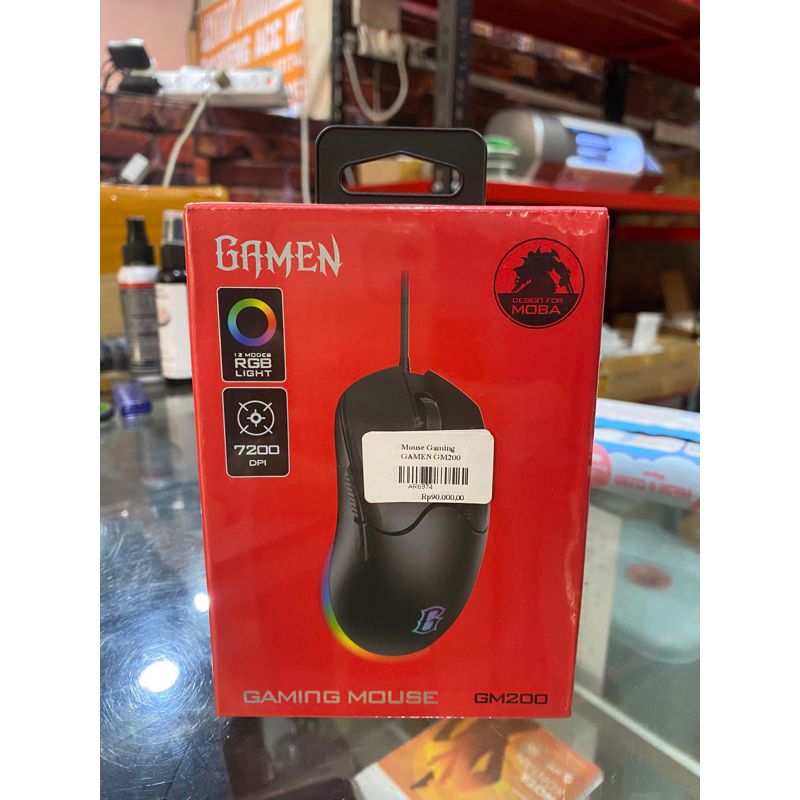 GAMEN
DESIGN FOR
MOBA
12 MODES
RGB
LIGHT
7200
DPI
Mouse Gaming
GAMEN GM200
AR6974
Rp90.000,00
G
GAMING MOUSE
GM200